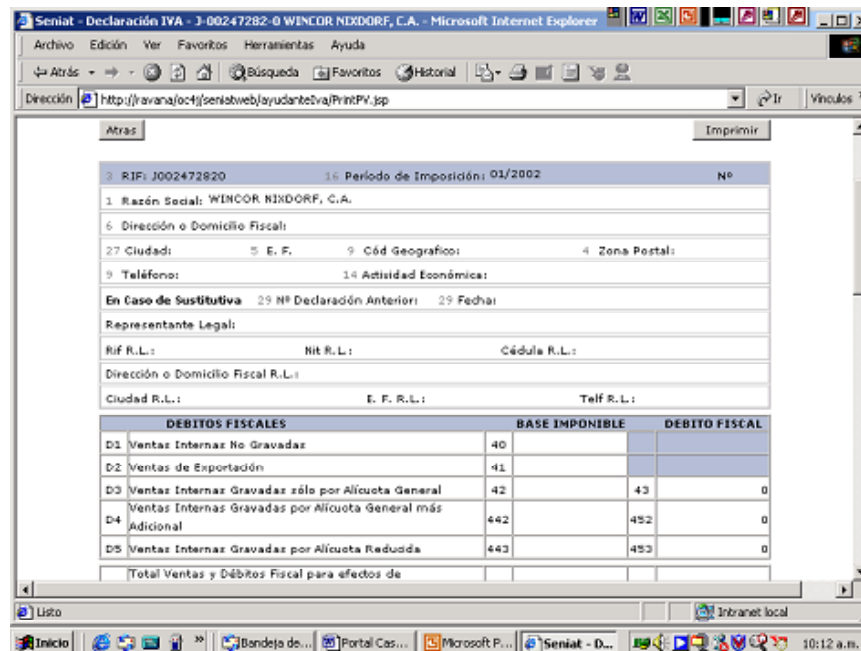 Seniat - Declaración IVA - J-00247282-0 WINCOR NIXDORF, C.A. - Microsoft Internet Explorer
Archivo Edición Ver Favoritos Herramientas Ayuda
Atrás Búsqueda Favoritos Historial
Dirección http://ravana/oc4j/seniatweb/ayudanteIva/PrintPV.jsp Ir Vínculos
Atras Imprimir
3 RIF: J002472820 16 Período de Imposición: 01/2002 Nº
1 Razón Social: WINCOR NIXDORF, C.A.
6 Dirección o Domicilio Fiscal:
27 Ciudad: 5 E. F. 9 Cód Geografico: 4 Zona Postal:
9 Teléfono: 14 Actividad Económica:
En Caso de Sustitutiva 29 Nº Declaración Anterior: 29 Fecha:
Representante Legal:
Rif R.L.: Nit R.L.: Cédula R.L.:
Dirección o Domicilio Fiscal R.L.:
Ciudad R.L.: E. F. R.L.: Telf R.L.:
DEBITOS FISCALES BASE IMPONIBLE DEBITO FISCAL
D1 Ventas Internas No Gravadas 40
D2 Ventas de Exportación 41
D3 Ventas Internas Gravadas sólo por Alícuota General 42 43 0
D4 Ventas Internas Gravadas por Alícuota General más Adicional 442 452 0
D5 Ventas Internas Gravadas por Alícuota Reducida 443 453 0
Total Ventas y Débitos Fiscal para efectos de
Listo Intranet local
Inicio Bandeja de... Portal Cas... Microsoft P... Seniat - D... 10:12 a.m.